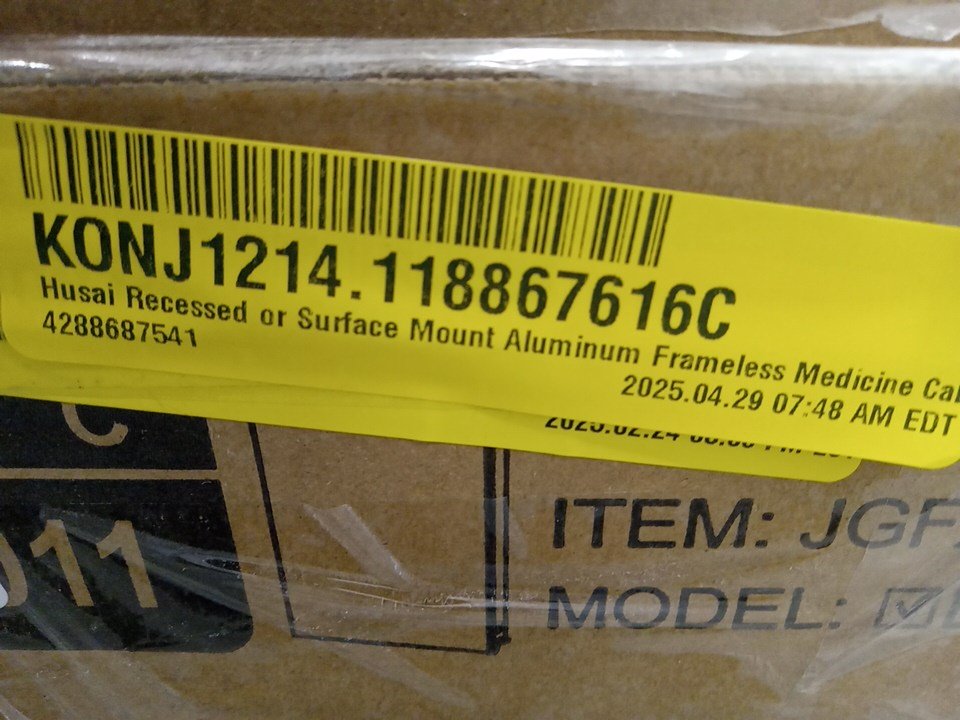 KONJ1214.118867616C
Husai Recessed or Surface Mount Aluminum Frameless Medicine
4288687541
2025.04.29 07:48 AM EDT
C
011
ITEM:
MODEL: ☑